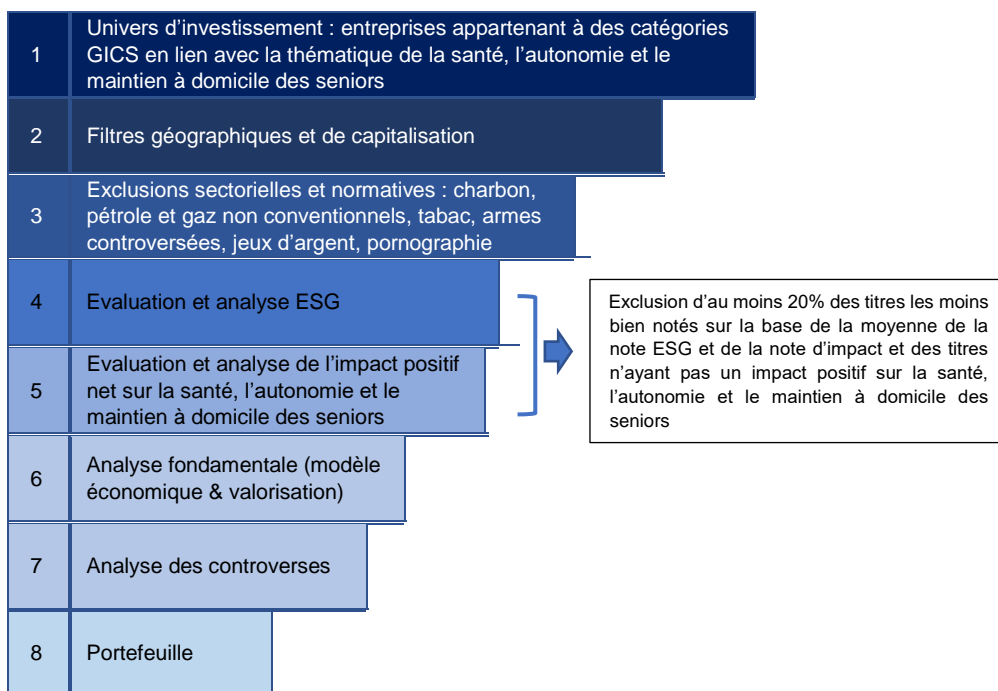 1
Univers d’investissement : entreprises appartenant à des catégories
GICS en lien avec la thématique de la santé, l’autonomie et le
maintien à domicile des seniors
2
Filtres géographiques et de capitalisation
3
Exclusions sectorielles et normatives : charbon,
pétrole et gaz non conventionnels, tabac, armes
controversées, jeux d’argent, pornographie
4
Evaluation et analyse ESG
5
Evaluation et analyse de l’impact positif
net sur la santé, l’autonomie et le
maintien à domicile des seniors
Exclusion d’au moins 20% des titres les moins
bien notés sur la base de la moyenne de la
note ESG et de la note d’impact et des titres
n’ayant pas un impact positif sur la santé,
l’autonomie et le maintien à domicile des
seniors
6
Analyse fondamentale (modèle
économique & valorisation)
7
Analyse des controverses
8
Portefeuille